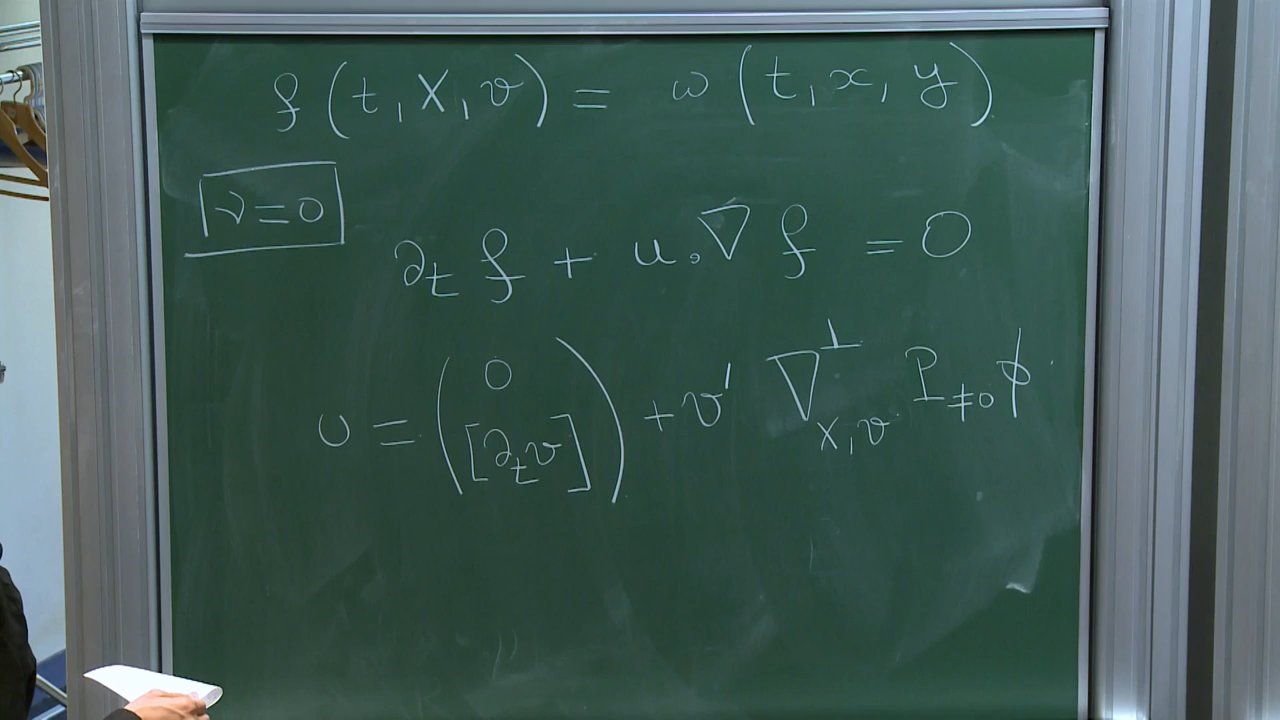 f (t, X, v) = ω (t, x, y)
ν = 0
∂_t f + u·∇ f = 0
u = ( 0 [∂_t v] ) + v' ∇^⊥_{X,v} P_{≠0} ϕ